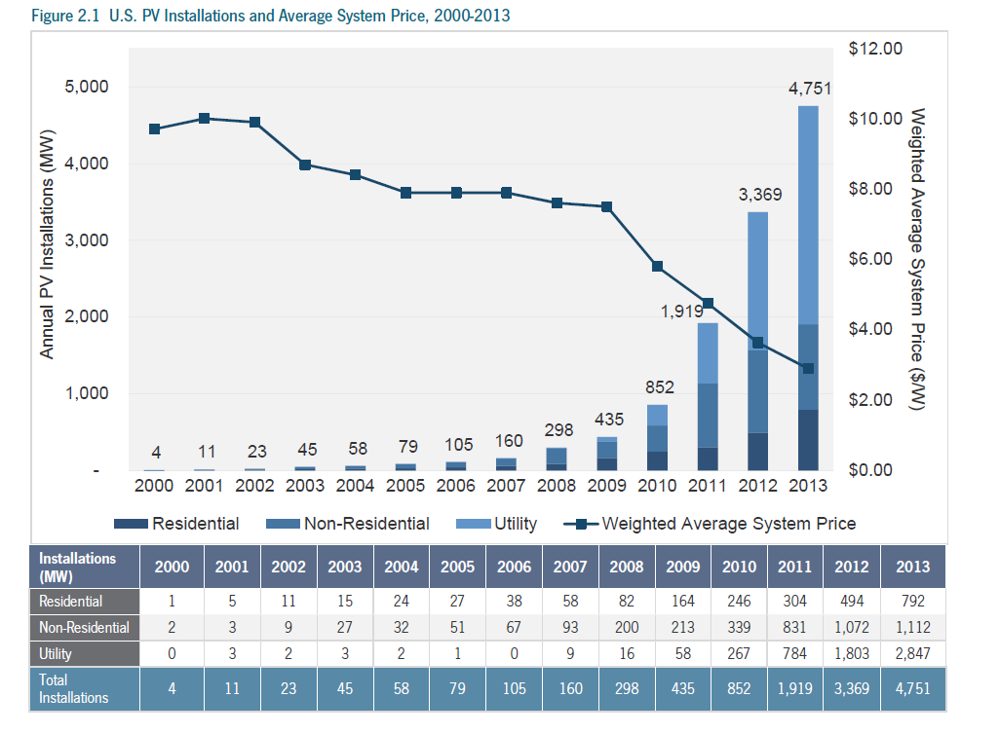 Figure 2.1 U.S. PV Installations and Average System Price, 2000-2013
Annual PV Installations (MW)
5,000
4,000
3,000
2,000
1,000
-
$12.00
$10.00
$8.00
$6.00
$4.00
$2.00
$0.00
Weighted Average System Price ($/W)
4 11 23 45 58 79 105 160 298 435 852 1,919 3,369 4,751
2000 2001 2002 2003 2004 2005 2006 2007 2008 2009 2010 2011 2012 2013
Residential Non-Residential Utility Weighted Average System Price
Installations (MW) 2000 2001 2002 2003 2004 2005 2006 2007 2008 2009 2010 2011 2012 2013
Residential 1 5 11 15 24 27 38 58 82 164 246 304 494 792
Non-Residential 2 3 9 27 32 51 67 93 200 213 339 831 1,072 1,112
Utility 0 3 2 3 2 1 0 9 16 58 267 784 1,803 2,847
Total Installations 4 11 23 45 58 79 105 160 298 435 852 1,919 3,369 4,751